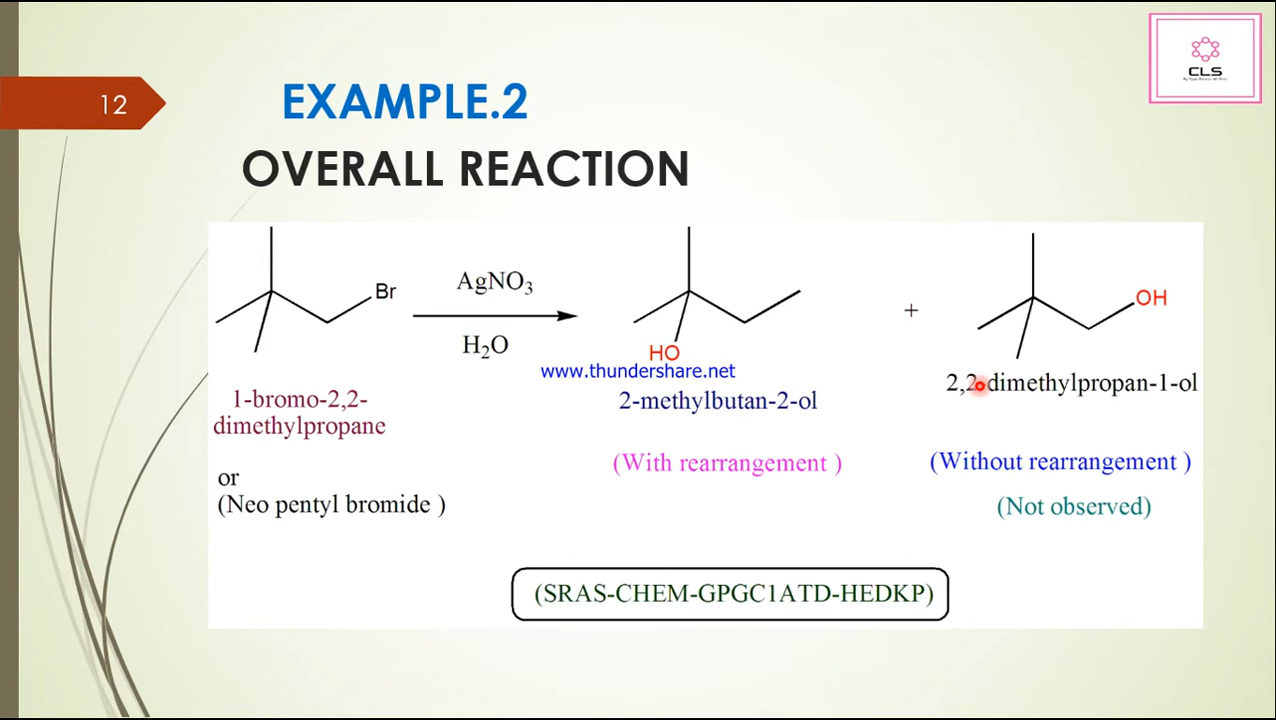 CLS
12
EXAMPLE.2
OVERALL REACTION
Br
AgNO3
H2O
HO
OH
+
www.thundershare.net
1-bromo-2,2-
dimethylpropane
2-methylbutan-2-ol
2,2-dimethylpropan-1-ol
or
(Neo pentyl bromide )
(With rearrangement )
(Without rearrangement )
(Not observed)
(SRAS-CHEM-GPGC1ATD-HEDKP)